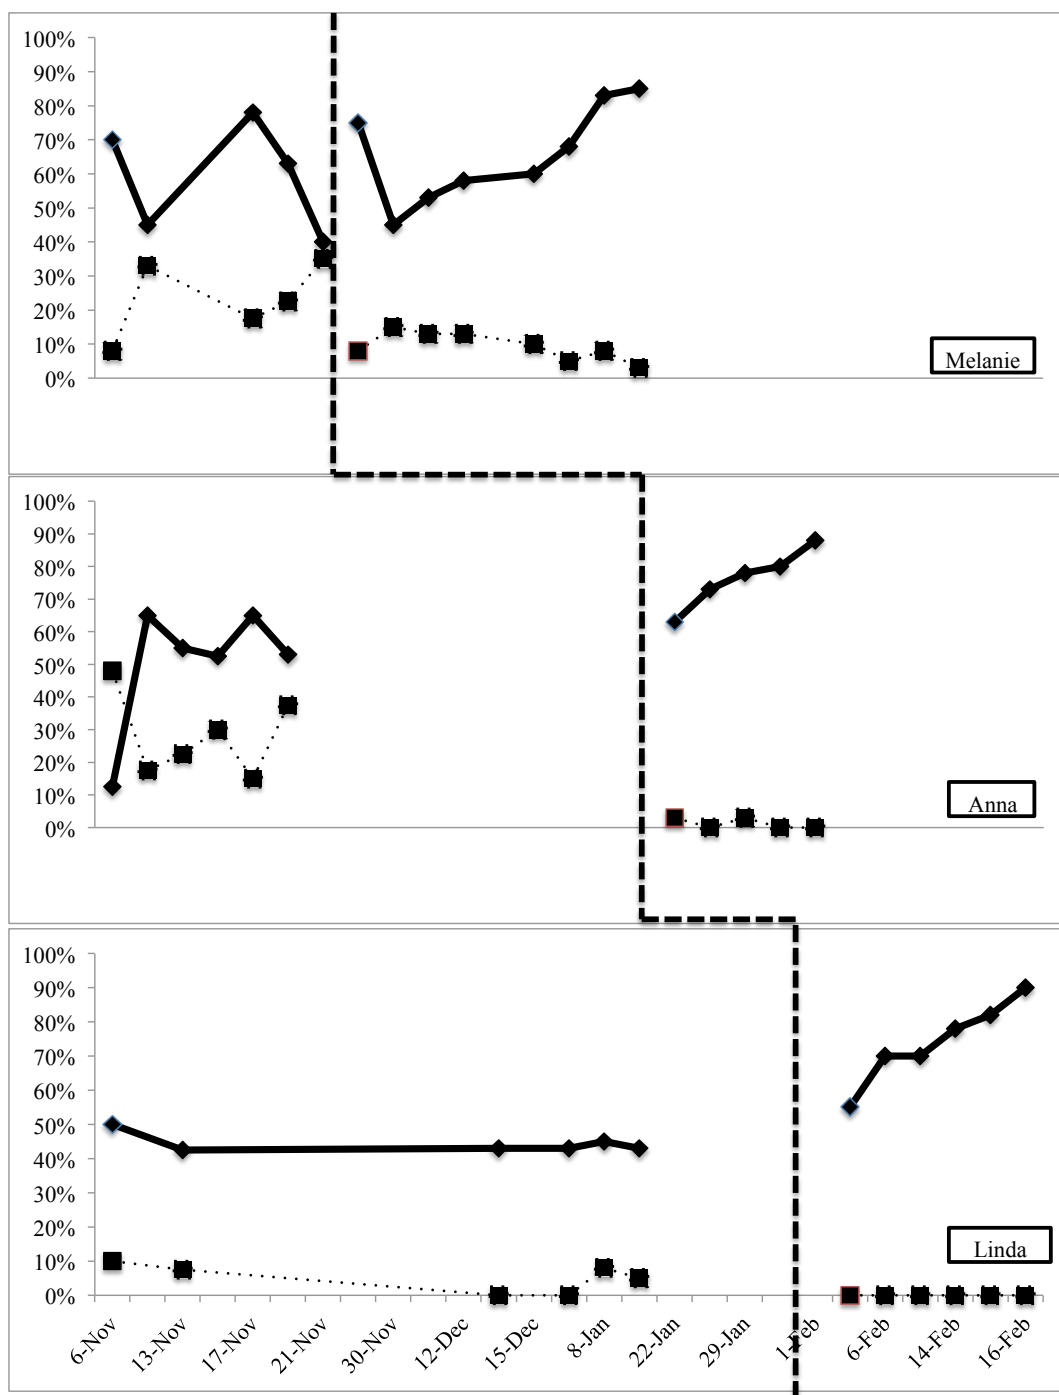 100%
90%
80%
70%
60%
50%
40%
30%
20%
10%
0%
Melanie
100%
90%
80%
70%
60%
50%
40%
30%
20%
10%
0%
Anna
100%
90%
80%
70%
60%
50%
40%
30%
20%
10%
0%
Linda
6-Nov
13-Nov
17-Nov
21-Nov
30-Nov
12-Dec
15-Dec
8-Jan
22-Jan
29-Jan
1-Feb
6-Feb
14-Feb
16-Feb